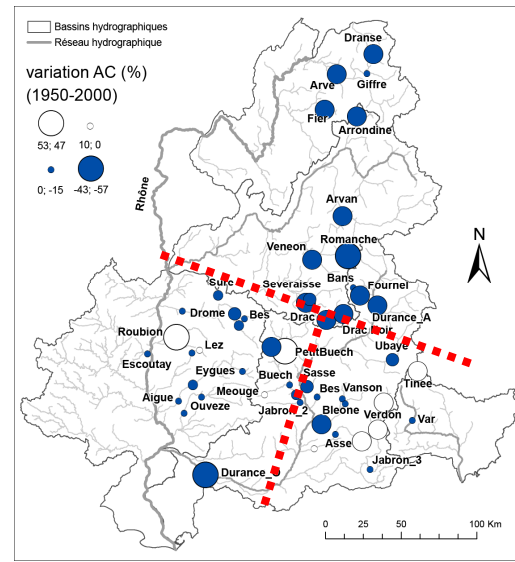 Bassins hydrographiques
Réseau hydrographique
variation AC (%)
(1950-2000)
53; 47
10; 0
0; -15
-43; -57
Dranse
Arve
Giffre
Fier
Arrondine
Rhône
Arvan
Romanche
Veneon
Bans
Fournel
Severaisse
Sure
Drac
Durance_A
Drac Noir
Drome
Bes
Roubion
Lez
PetitBuech
Ubaye
Escoutay
Tinee
Eygues
Buech
Sasse
Meouge
Bes
Vanson
Aigue
Ouveze
Jabron_2
Bleone
Verdon
Var
Asse
Jabron_3
Durance_
N
0 25 50 100 Km